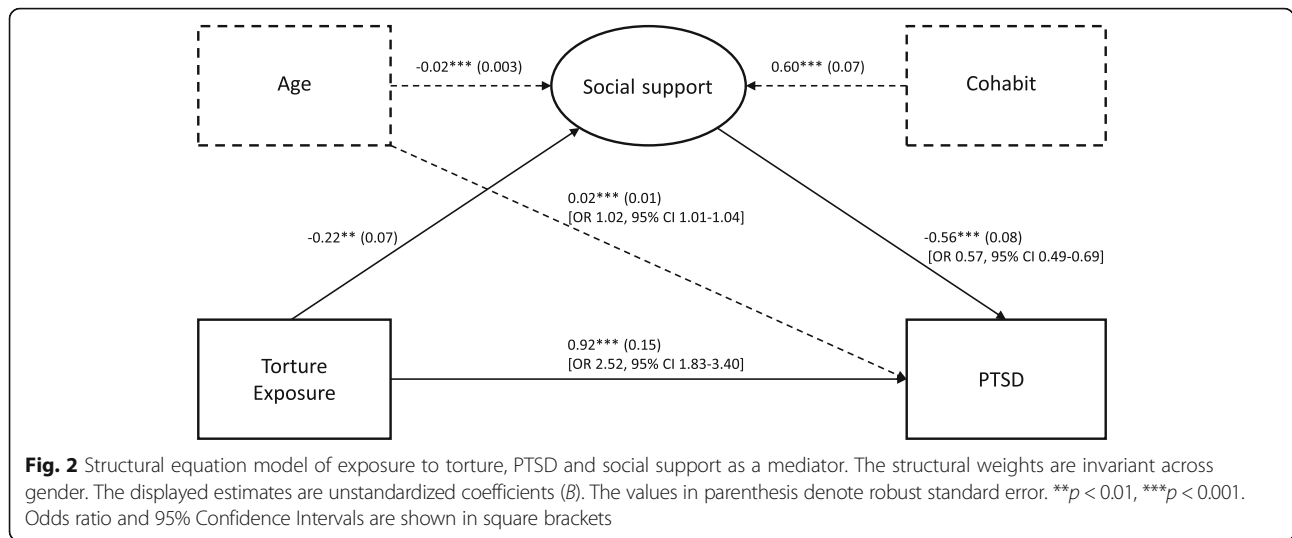 -0.02*** (0.003)
0.60*** (0.07)
Age
Social support
Cohabit
0.02*** (0.01)
[OR 1.02, 95% CI 1.01-1.04]
-0.22** (0.07)
-0.56*** (0.08)
[OR 0.57, 95% CI 0.49-0.69]
0.92*** (0.15)
[OR 2.52, 95% CI 1.83-3.40]
Torture
Exposure
PTSD
Fig. 2 Structural equation model of exposure to torture, PTSD and social support as a mediator. The structural weights are invariant across
gender. The displayed estimates are unstandardized coefficients (B). The values in parenthesis denote robust standard error. **p < 0.01, ***p < 0.001.
Odds ratio and 95% Confidence Intervals are shown in square brackets